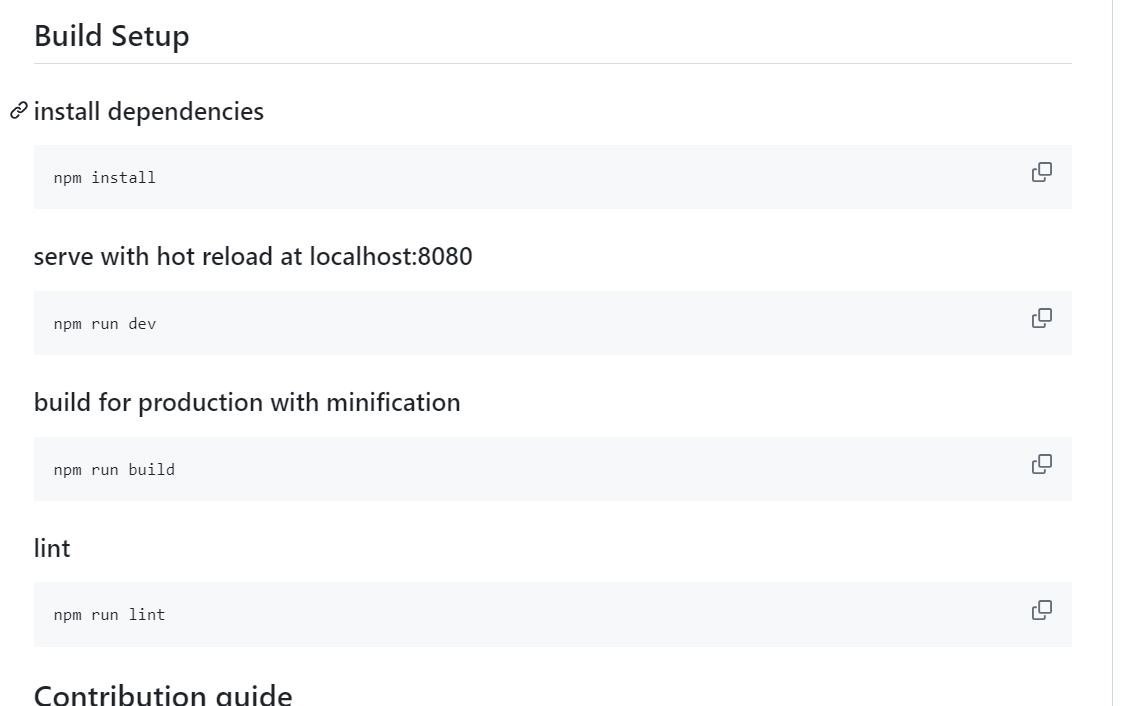 Build Setup
install dependencies
npm install
serve with hot reload at localhost:8080
npm run dev
build for production with minification
npm run build
lint
npm run lint
Contribution guide